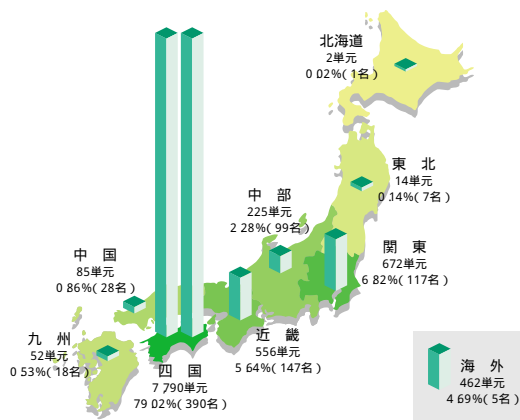 北海道
2単元
0.02%(1名)
東 北
14単元
0.14%(7名)
中 部
225単元
2.28%(99名)
関 東
672単元
6.82%(117名)
中 国
85単元
0.86%(28名)
九 州
52単元
0.53%(18名)
近 畿
556単元
5.64%(147名)
四 国
7,790単元
79.02%(390名)
海 外
462単元
4.69%(5名)